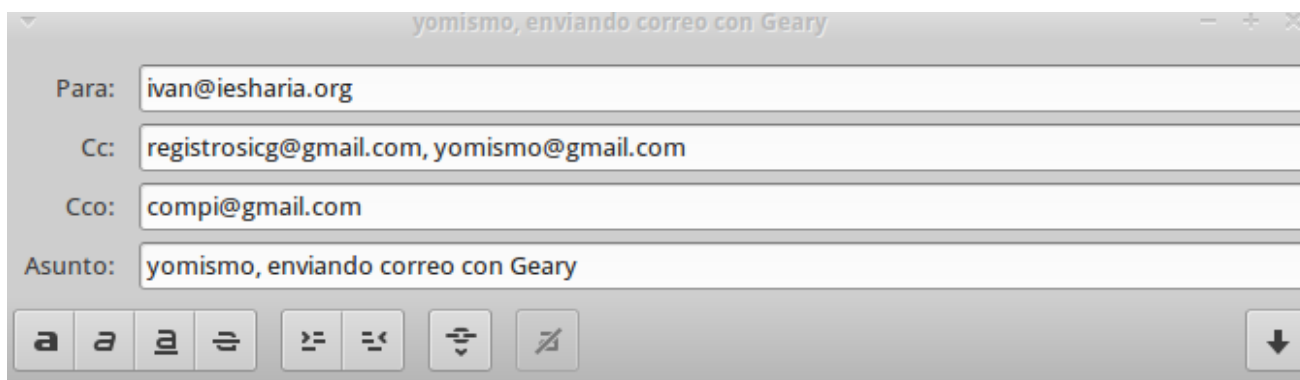 yomismo, enviando correo con Geary
Para: ivan@iesharia.org
Cc: registrosicg@gmail.com, yomismo@gmail.com
Cco: compi@gmail.com
Asunto: yomismo, enviando correo con Geary
a a a a